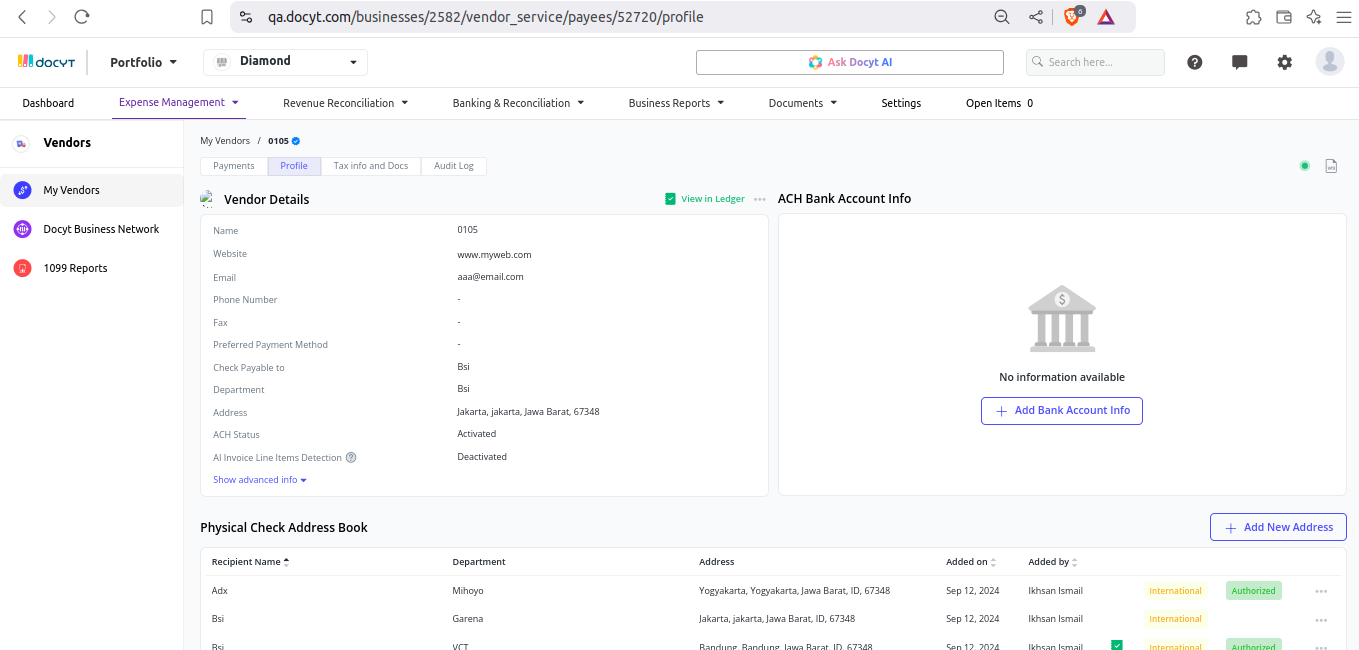 qa.docyt.com/businesses/2582/vendor_service/payees/52720/profile
6
DOCYT
Portfolio
Diamond
Ask Docyt AI
Search here...
Dashboard
Expense Management
Revenue Reconciliation
Banking & Reconciliation
Business Reports
Documents
Settings
Open Items 0
Vendors
My Vendors
Docyt Business Network
1099 Reports
My Vendors / 0105
Payments
Profile
Tax info and Docs
Audit Log
Vendor Details
View in Ledger
Name 0105
Website www.myweb.com
Email aaa@email.com
Phone Number -
Fax -
Preferred Payment Method -
Check Payable to Bsi
Department Bsi
Address Jakarta, jakarta, Jawa Barat, 67348
ACH Status Activated
AI Invoice Line Items Detection Deactivated
Show advanced info
ACH Bank Account Info
$
No information available
+ Add Bank Account Info
Physical Check Address Book
+ Add New Address
Recipient Name Department Address Added on Added by
Adx Mihoyo Yogyakarta, Yogyakarta, Jawa Barat, ID, 67348 Sep 12, 2024 Ikhsan Ismail International Authorized
Bsi Garena Jakarta, jakarta, Jawa Barat, ID, 67348 Sep 12, 2024 Ikhsan Ismail International
Bsi VCT Bandung, Bandung, Jawa Barat, ID, 67348 Sep 12, 2024 Ikhsan Ismail International Authorized